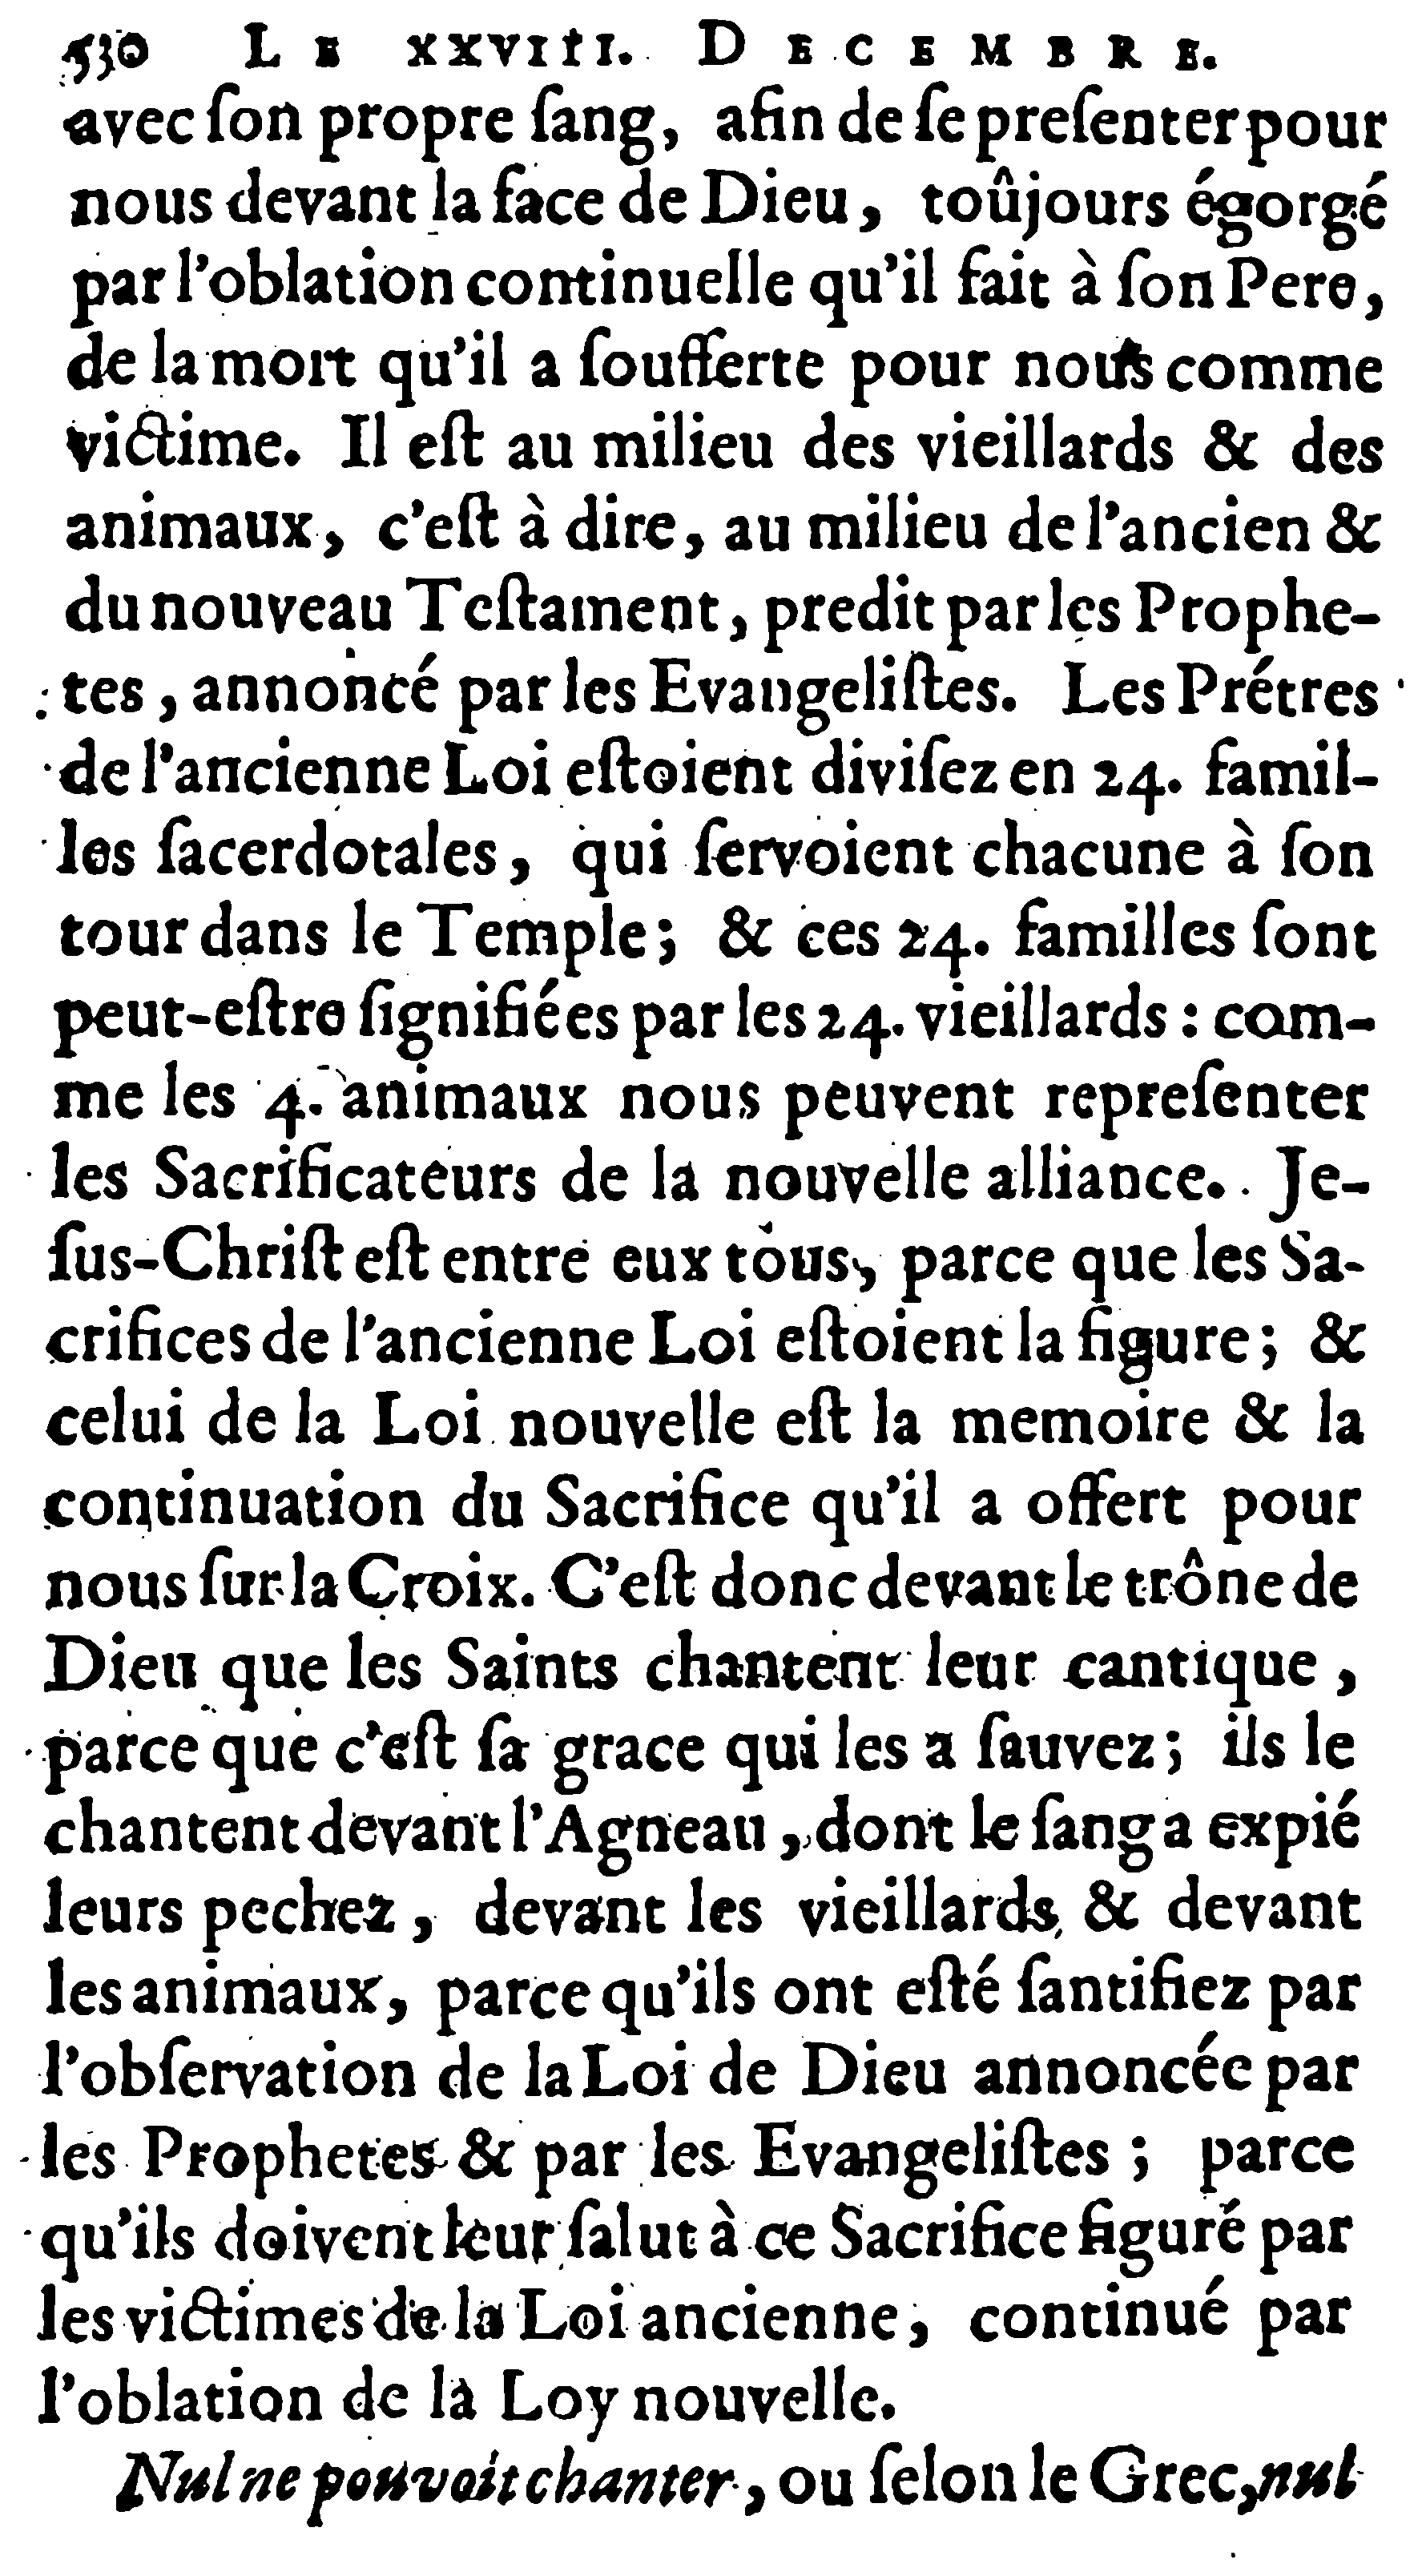 530 LE XXVIII. DECEMBRE.
avec ſon propre ſang, afin de ſe preſenter pour
nous devant la face de Dieu, toûjours égorgé
par l'oblation continuelle qu'il fait à ſon Pere,
de la mort qu'il a ſoufferte pour nous comme
victime. Il eſt au milieu des vieillards & des
animaux, c'eſt à dire, au milieu de l'ancien &
du nouveau Teſtament, predit par les Prophe-
tes, annoncé par les Evangeliſtes. Les Prétres
de l'ancienne Loi eſtoient diviſez en 24. famil-
les ſacerdotales, qui ſervoient chacune à ſon
tour dans le Temple; & ces 24. familles ſont
peut-eſtre ſignifiées par les 24. vieillards : com-
me les 4. animaux nous peuvent repreſenter
les Sacrificateurs de la nouvelle alliance. Je-
ſus-Chriſt eſt entre eux tous, parce que les Sa-
crifices de l'ancienne Loi eſtoient la figure; &
celui de la Loi nouvelle eſt la memoire & la
continuation du Sacrifice qu'il a offert pour
nous ſur la Croix. C'eſt donc devant le trône de
Dieu que les Saints chantent leur cantique,
parce que c'eſt ſa grace qui les a ſauvez; ils le
chantent devant l'Agneau, dont le ſang a expié
leurs pechez, devant les vieillards & devant
les animaux, parce qu'ils ont eſté ſantifiez par
l'obſervation de la Loi de Dieu annoncée par
les Prophetes & par les Evangeliſtes; parce
qu'ils doivent leur ſalut à ce Sacrifice figuré par
les victimes de la Loi ancienne, continué par
l'oblation de la Loy nouvelle.
Nul ne pouvoit chanter, ou ſelon le Grec, nul